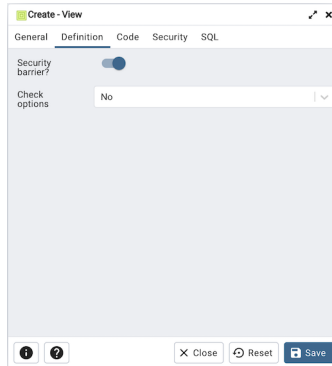 Create - View
General Definition Code Security SQL
Security
barrier?
Check
options
No
Close Reset Save